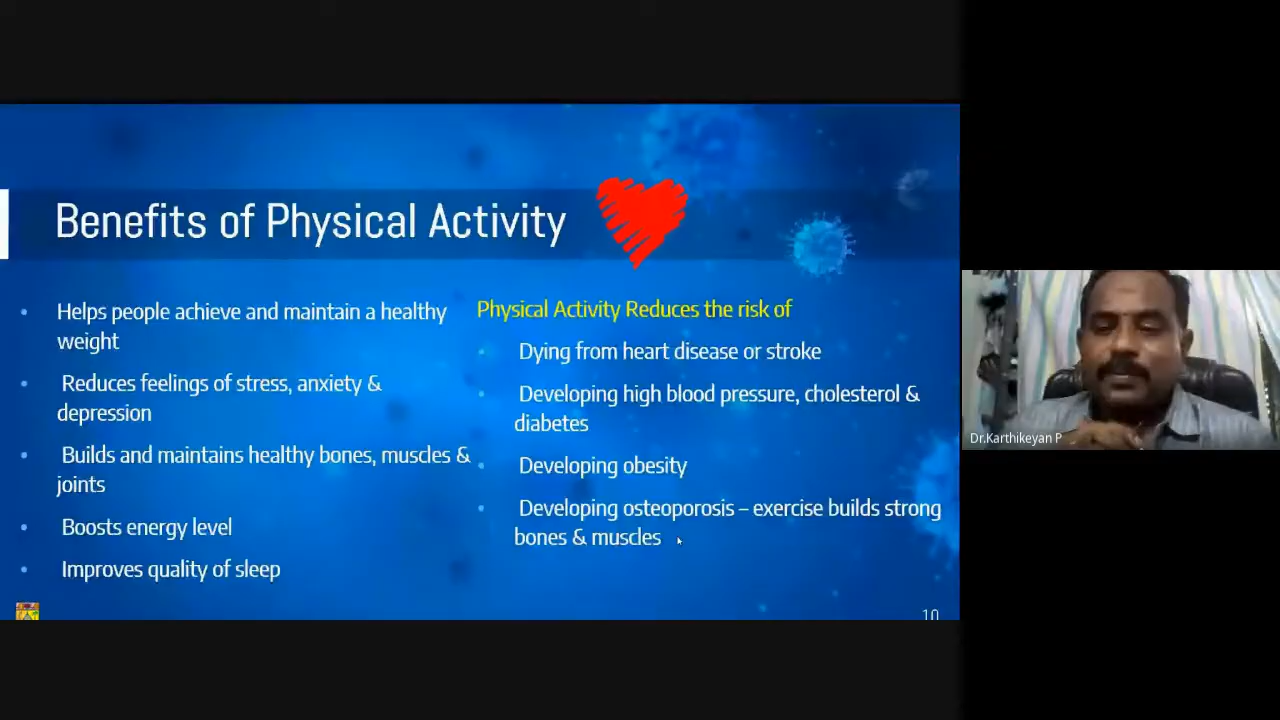 Benefits of Physical Activity
Helps people achieve and maintain a healthy
weight
Reduces feelings of stress, anxiety &
depression
Builds and maintains healthy bones, muscles &
joints
Boosts energy level
Improves quality of sleep
Physical Activity Reduces the risk of
Dying from heart disease or stroke
Developing high blood pressure, cholesterol &
diabetes
Developing obesity
Developing osteoporosis – exercise builds strong
bones & muscles
10
Dr.Karthikeyan P